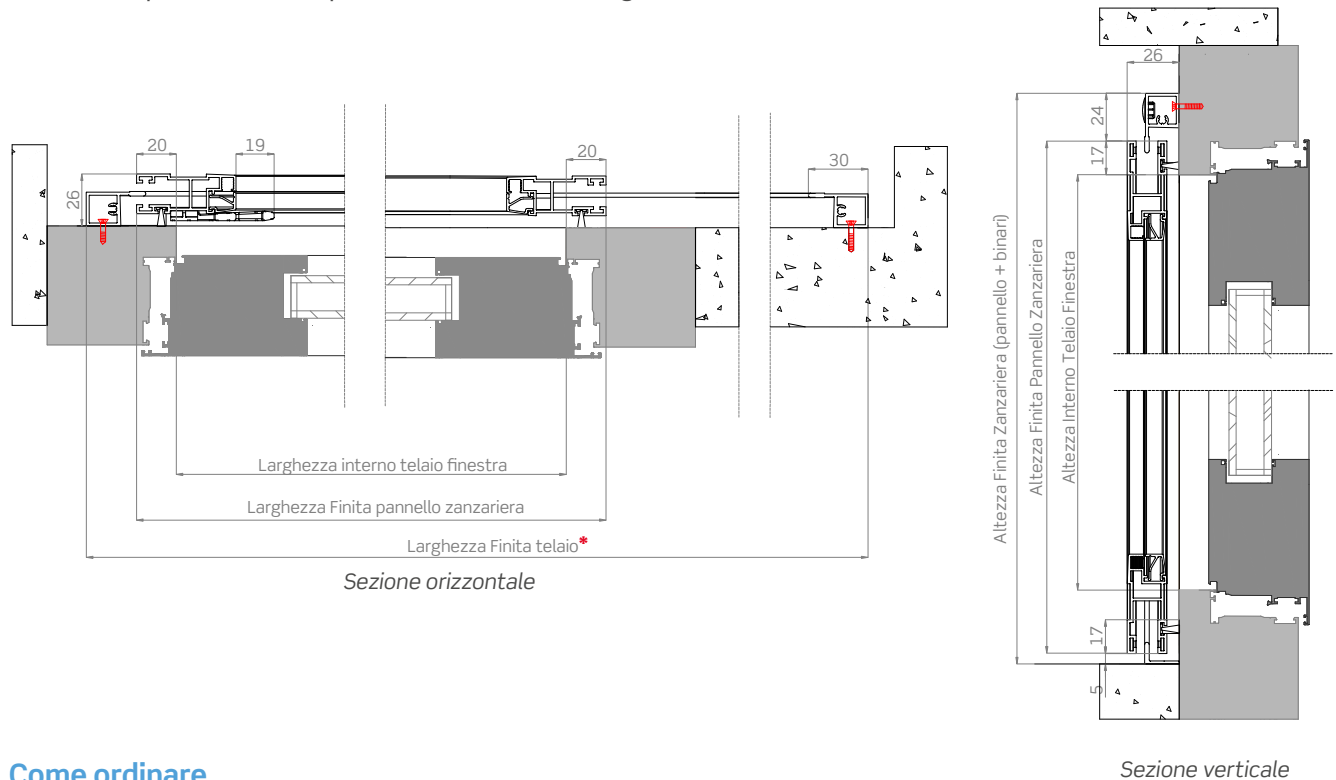 20
19
20
30
26
Larghezza interno telaio finestra
Larghezza Finita pannello zanzariera
Larghezza Finita telaio*
Sezione orizzontale
26
24
17
Altezza Finita Zanzariera (pannello + binari)
Altezza Finita Pannello Zanzariera
Altezza Interno Telaio Finestra
17
5
Sezione verticale
Come ordinare